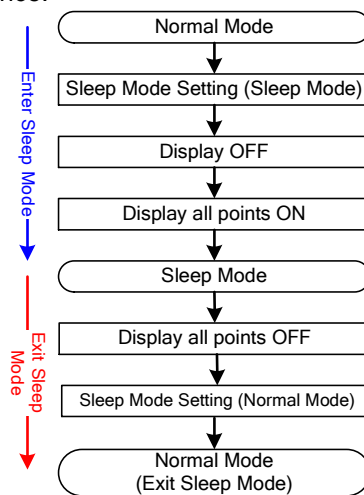 Normal Mode
Sleep Mode Setting (Sleep Mode)
Display OFF
Display all points ON
Sleep Mode
Display all points OFF
Sleep Mode Setting (Normal Mode)
Normal Mode
(Exit Sleep Mode)
Enter Sleep Mode
Exit Sleep
Mode